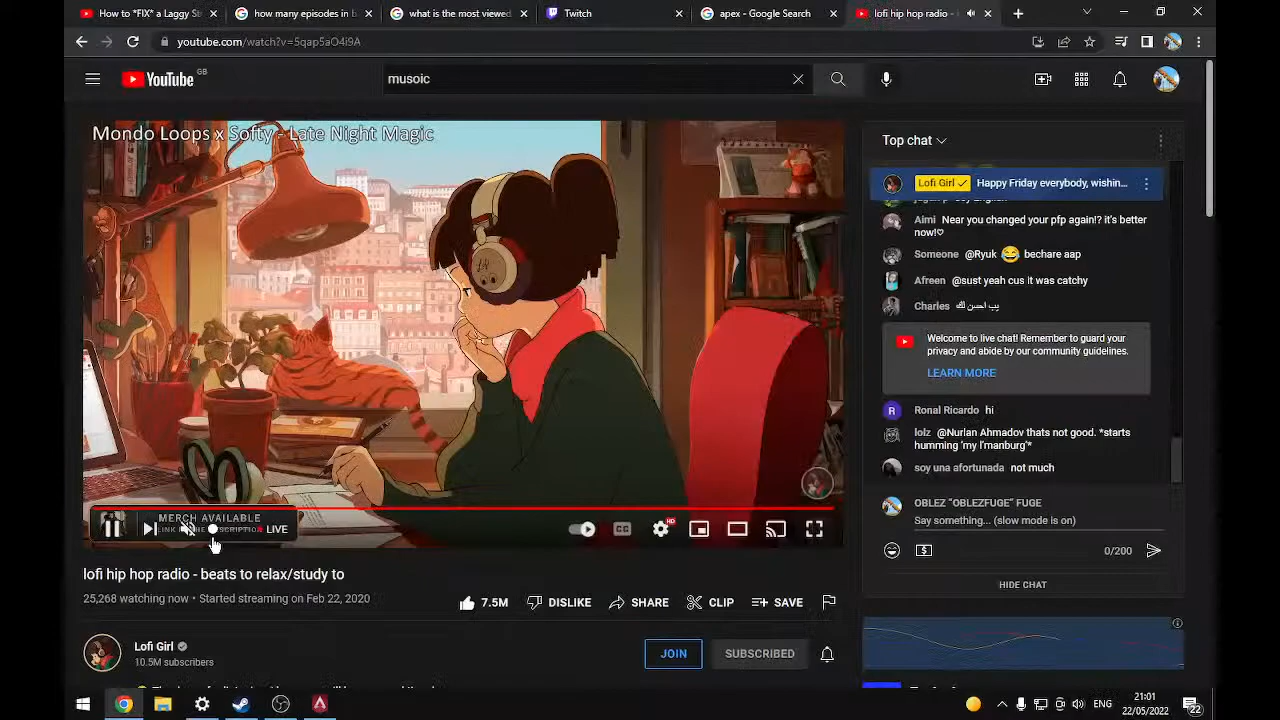 How to *FIX* a Laggy St
how many episodes in b
what is the most viewed
Twitch
apex - Google Search
lofi hip hop radio -
youtube.com/watch?v=5qap5aO4i9A
YouTube GB
musoic
Mondo Loops x Softy - Late Night Magic
Top chat
Lofi Girl Happy Friday everybody, wishin...
Aimi Near you changed your pfp again!? it's better
now!♡
Someone @Ryuk 😂 bechare aap
Afreen @sust yeah cus it was catchy
Charles
Welcome to live chat! Remember to guard your
privacy and abide by our community guidelines.
LEARN MORE
R Ronal Ricardo hi
lolz @Nurlan Ahmadov thats not good. *starts
humming 'my l'manburg'*
soy una afortunada not much
OBLEZ "OBLEZFUGE" FUGE
Say something... (slow mode is on)
0/200
HIDE CHAT
MERCH AVAILABLE
LIVE
CC
HD
lofi hip hop radio - beats to relax/study to
25,268 watching now • Started streaming on Feb 22, 2020
7.5M
DISLIKE
SHARE
CLIP
SAVE
Lofi Girl
10.5M subscribers
JOIN
SUBSCRIBED
ENG
21:01
22/05/2022
22